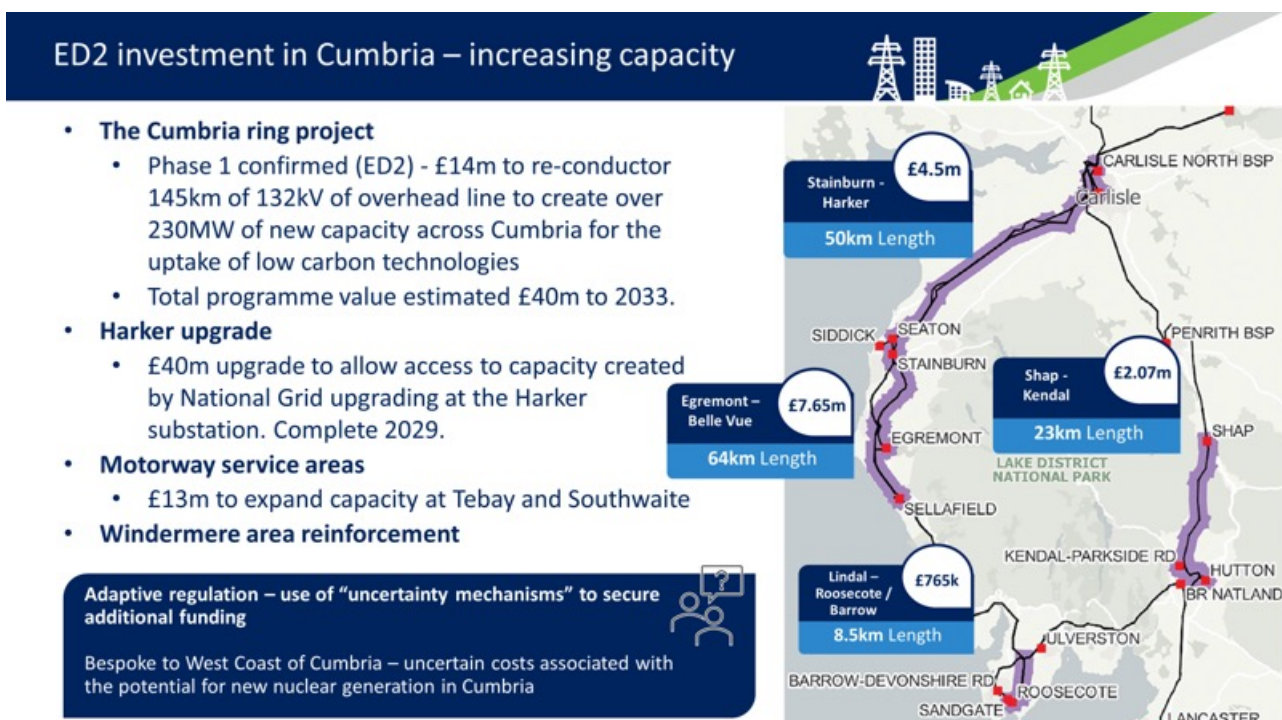 ED2 investment in Cumbria – increasing capacity
• The Cumbria ring project
• Phase 1 confirmed (ED2) - £14m to re-conductor
145km of 132kV of overhead line to create over
230MW of new capacity across Cumbria for the
uptake of low carbon technologies
• Total programme value estimated £40m to 2033.
• Harker upgrade
• £40m upgrade to allow access to capacity created
by National Grid upgrading at the Harker
substation. Complete 2029.
• Motorway service areas
• £13m to expand capacity at Tebay and Southwaite
• Windermere area reinforcement
Adaptive regulation – use of “uncertainty mechanisms” to secure
additional funding
?
Bespoke to West Coast of Cumbria – uncertain costs associated with
the potential for new nuclear generation in Cumbria
Stainburn -
Harker
£4.5m
50km Length
CARLISLE NORTH BSP
Carlisle
SIDDICK
SEATON
STAINBURN
PENRITH BSP
Egremont –
Belle Vue
£7.65m
64km Length
Shap -
Kendal
£2.07m
23km Length
EGREMONT
SHAP
LAKE DISTRICT
NATIONAL PARK
SELLAFIELD
KENDAL-PARKSIDE RD
HUTTON
BR NATLAND
Lindal –
Roosecote /
Barrow
£765k
8.5km Length
ULVERSTON
BARROW-DEVONSHIRE RD
ROOSECOTE
SANDGATE
LANCASTER